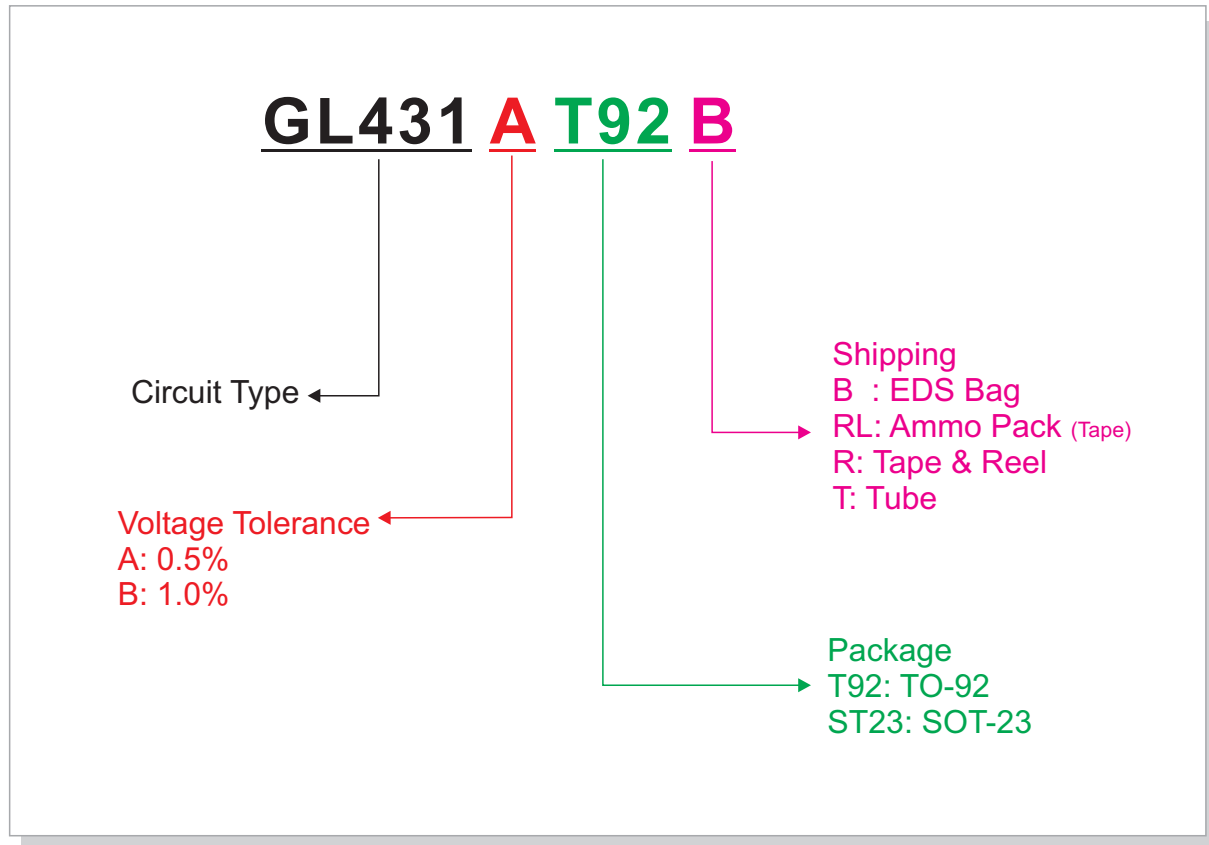 GL431 A T92 B
Circuit Type
Shipping
B : EDS Bag
RL: Ammo Pack (Tape)
R: Tape & Reel
T: Tube
Voltage Tolerance
A: 0.5%
B: 1.0%
Package
T92: TO-92
ST23: SOT-23